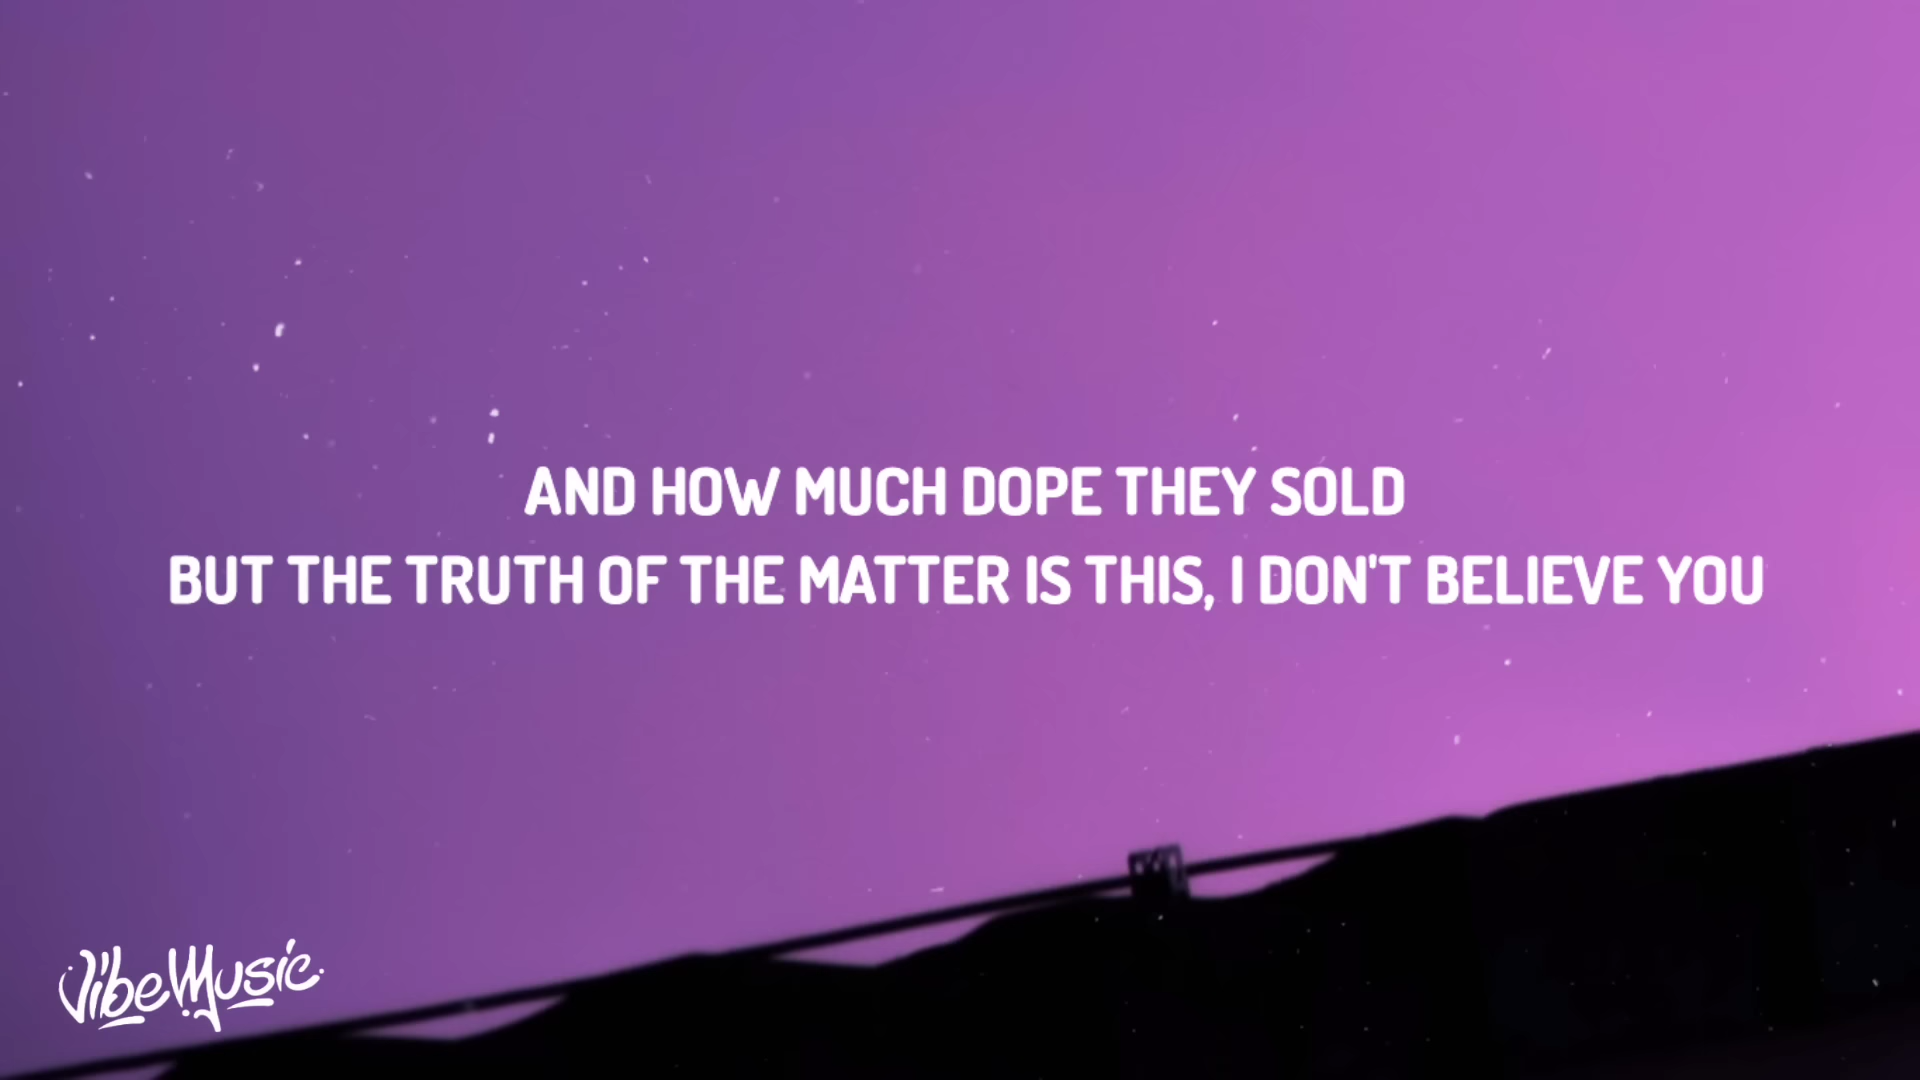 AND HOW MUCH DOPE THEY SOLD
BUT THE TRUTH OF THE MATTER IS THIS, I DON'T BELIEVE YOU
VibeMusic